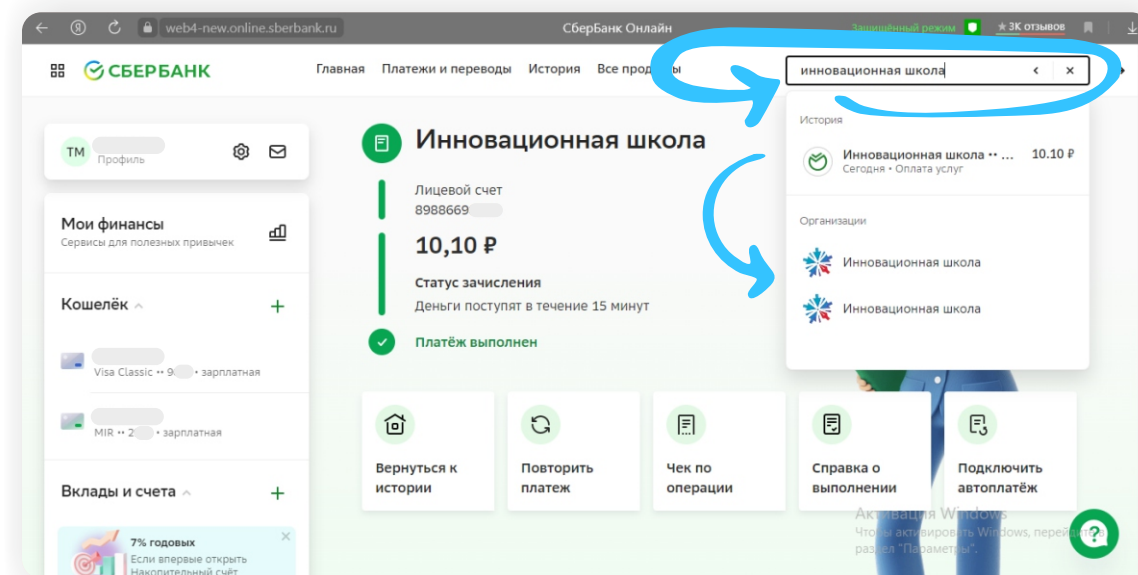 web4-new.online.sberbank.ru
СберБанк Онлайн
Защищённый режим
★ 3K отзывов
СБЕРБАНК
Главная Платежи и переводы История Все
инновационная школа
ТМ
Профиль
Мои финансы
Сервисы для полезных привычек
Кошелёк
Visa Classic •• 9 • зарплатная
MIR •• 2 • зарплатная
Вклады и счета
7% годовых
Если впервые открыть
Накопительный счёт
Инновационная школа
Лицевой счет
8988669
10,10 ₽
Статус зачисления
Деньги поступят в течение 15 минут
Платёж выполнен
История
Инновационная школа •• ... 10.10 ₽
Сегодня • Оплата услуг
Организации
Инновационная школа
Инновационная школа
Вернуться к
истории
Повторить
платеж
Чек по
операции
Справка о
выполнении
Подключить
автоплатёж
Активация Windows
Чтобы активировать Windows, перейдите в
раздел "Параметры".